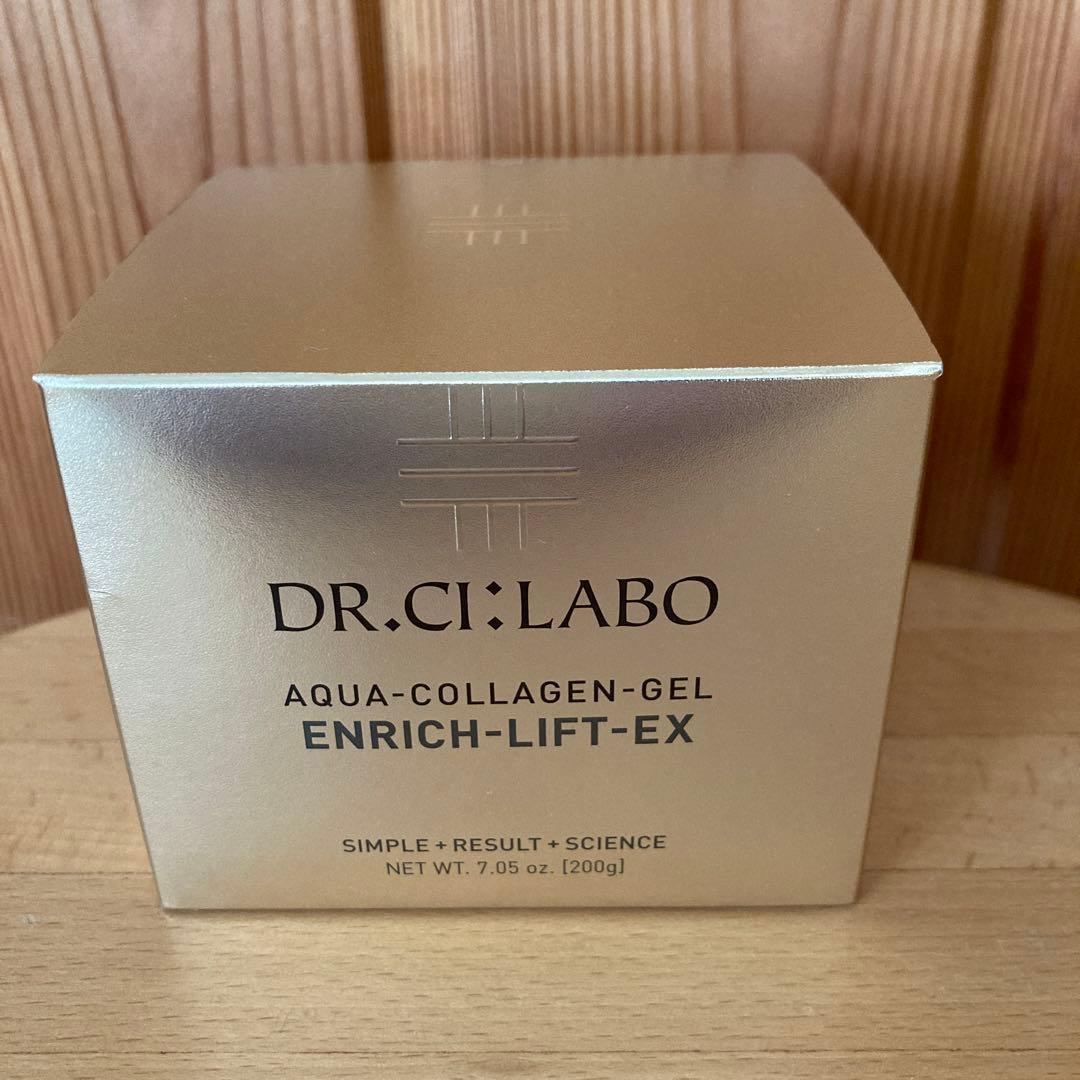 DR.CI:LABO
AQUA-COLLAGEN-GEL
ENRICH-LIFT-EX
SIMPLE + RESULT + SCIENCE
NET WT. 7.05 oz. [200g]